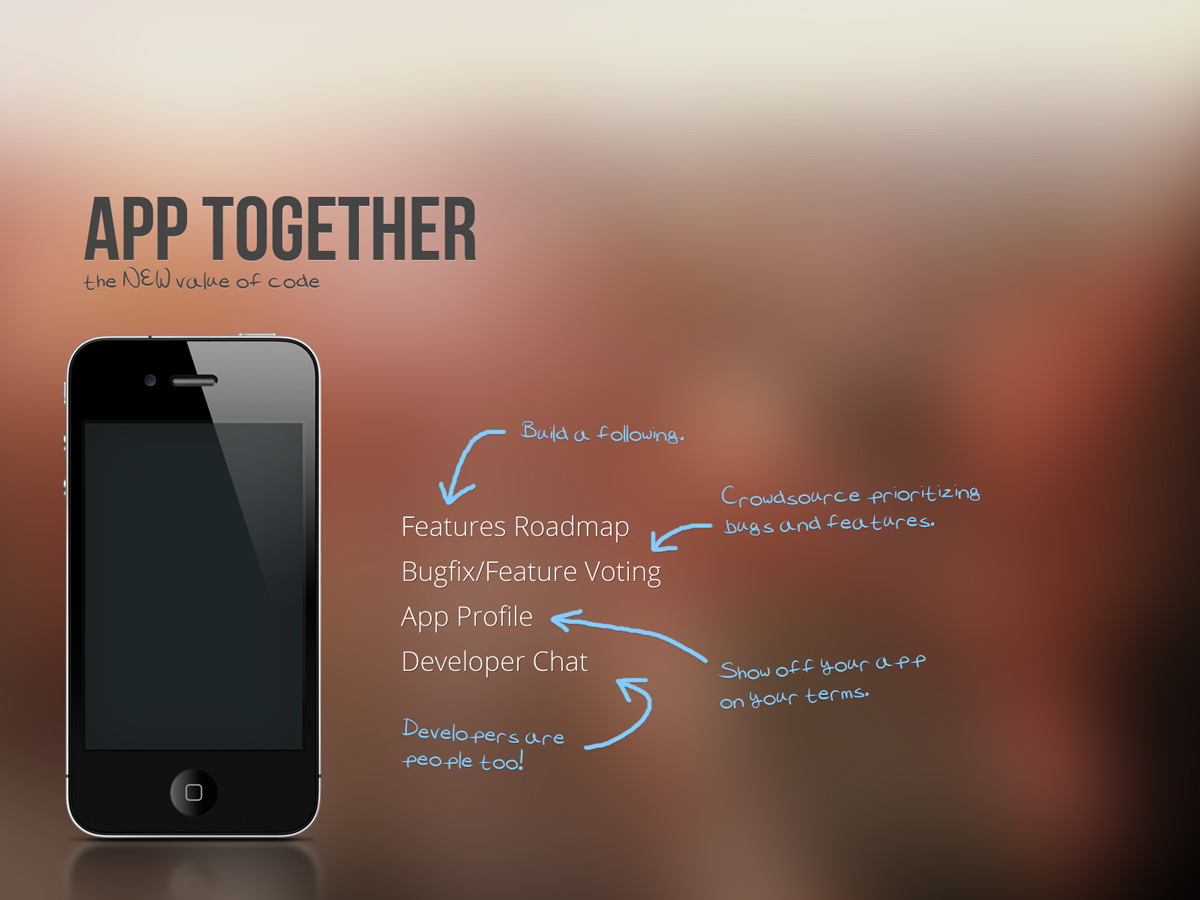 APP TOGETHER
the NEW value of code
Build a following.
Crowdsource prioritizing
bugs and features.
Features Roadmap
Bugfix/Feature Voting
App Profile
Developer Chat
Show off your app
on your terms.
Developers are
people too!